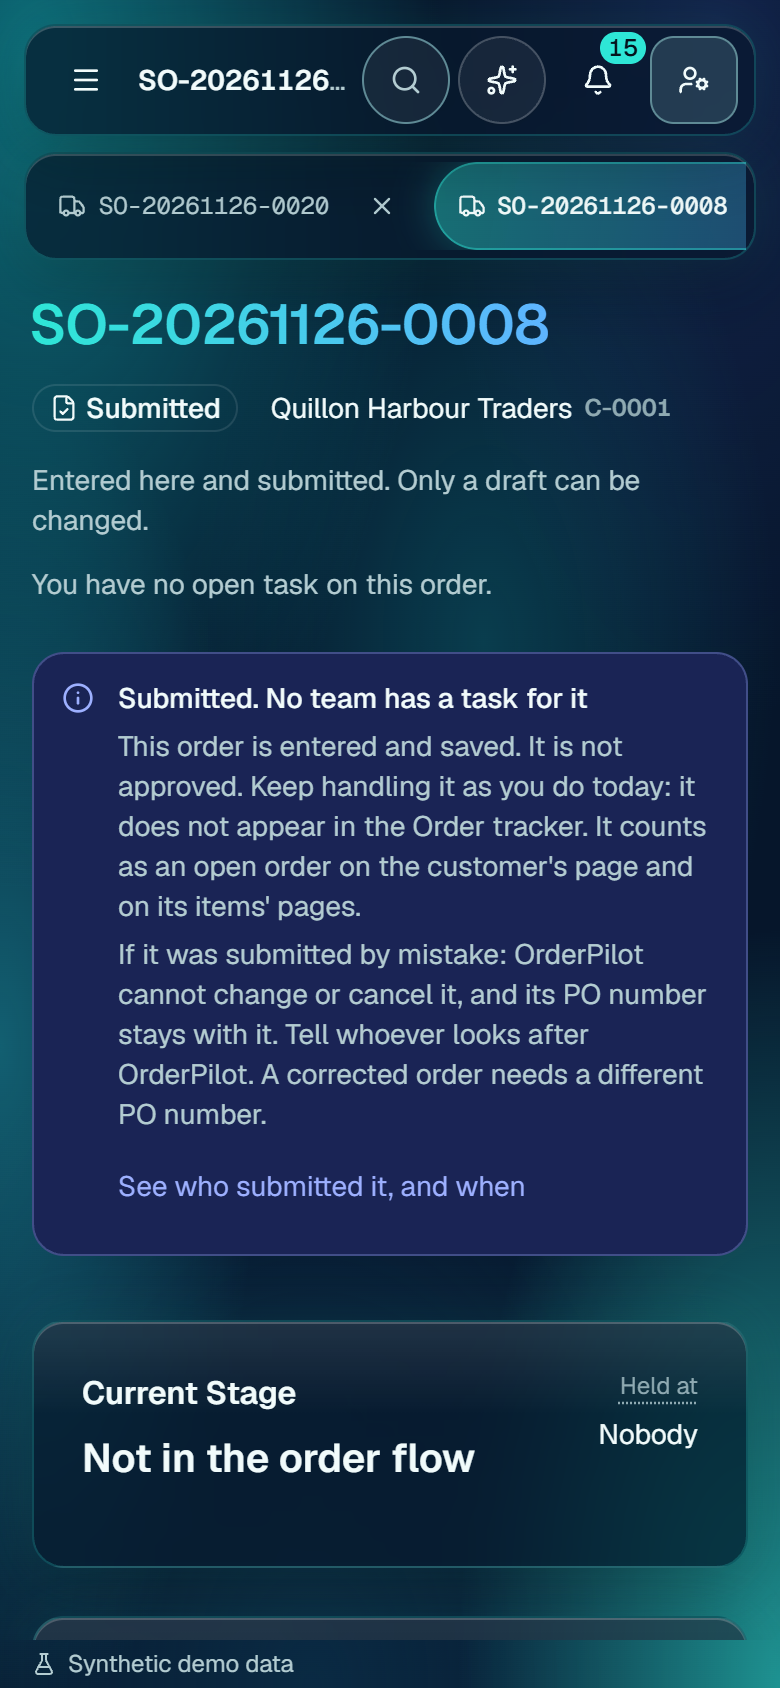 SO-20261126…
15
SO-20261126-0020
SO-20261126-0008
SO-20261126-0008
Submitted
Quillon Harbour Traders C-0001
Entered here and submitted. Only a draft can be
changed.
You have no open task on this order.
Submitted. No team has a task for it
This order is entered and saved. It is not
approved. Keep handling it as you do today: it
does not appear in the Order tracker. It counts
as an open order on the customer's page and
on its items' pages.
If it was submitted by mistake: OrderPilot
cannot change or cancel it, and its PO number
stays with it. Tell whoever looks after
OrderPilot. A corrected order needs a different
PO number.
See who submitted it, and when
Current Stage
Held at
Not in the order flow
Nobody
Synthetic demo data